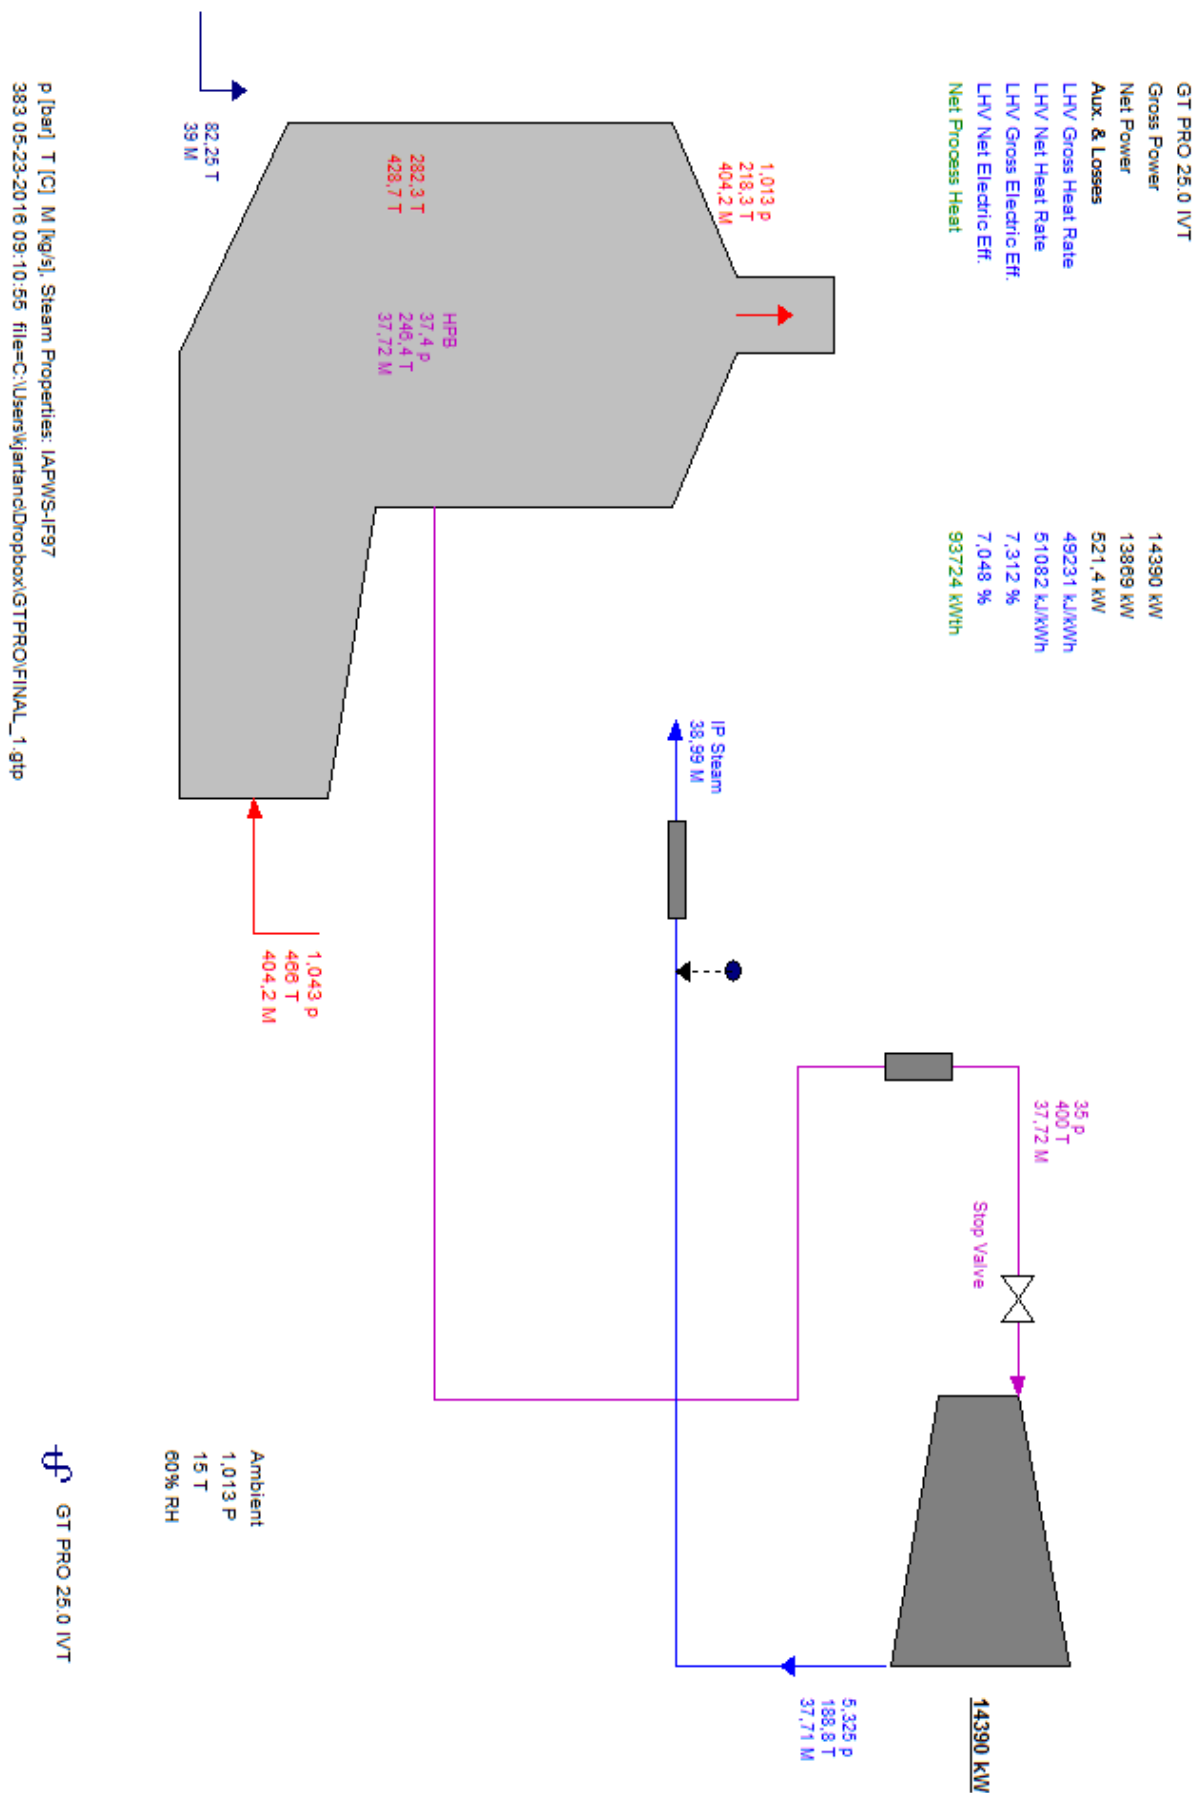 GT PRO 25.0 IVT
Gross Power 14390 kW
Net Power 13869 kW
Aux. & Losses 521,4 kW
LHV Gross Heat Rate 49231 kJ/kWh
LHV Net Heat Rate 51082 kJ/kWh
LHV Gross Electric Eff. 7,312 %
LHV Net Electric Eff. 7,048 %
Net Process Heat 93724 kWth
14390 kW
35 p
400 T
37,72 M
Stop Valve
5,325 p
188,8 T
37,71 M
1,013 p
218,3 T
404,2 M
IP Steam
38,99 M
HPB
37,4 p
246,4 T
37,72 M
282,3 T
428,7 T
1,043 p
466 T
404,2 M
82,25 T
39 M
Ambient
1,013 P
15 T
60% RH
p [bar] T [C] M [kg/s], Steam Properties: IAPWS-IF97
383 05-23-2016 09:10:55 file=C:\Users\kjartanc\Dropbox\GTPRO\FINAL_1.gtp
GT PRO 25.0 IVT